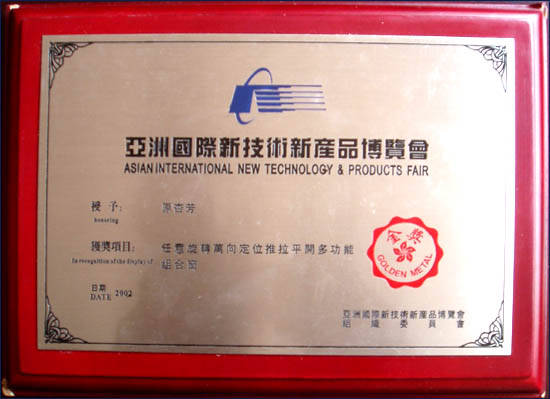 亞洲國際新技術新產品博覽會
ASIAN INTERNATIONAL NEW TECHNOLOGY & PRODUCTS FAIR
授予: 原杏芳
honoring
獲獎項目: 任意旋轉萬向定位推拉平開多功能
In recognition of the display of 組合窗
金獎
GOLDEN METAL
日期
DATE 2002
亞洲國際新技術新產品博覽會
組織委員會